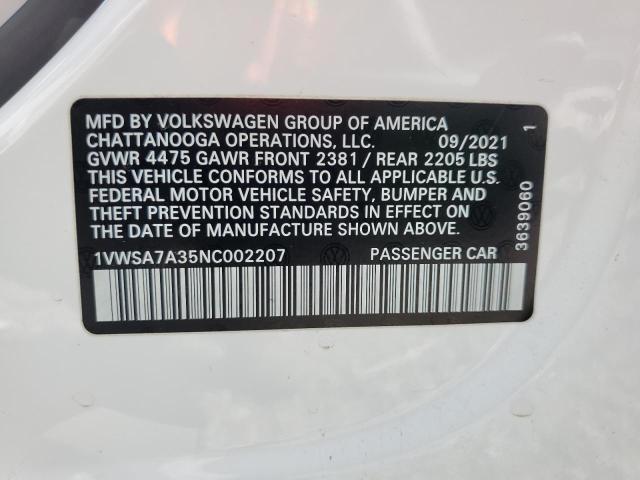 MFD BY VOLKSWAGEN GROUP OF AMERICA
CHATTANOOGA OPERATIONS, LLC. 09/2021 1
GVWR 4475 GAWR FRONT 2381 / REAR 2205 LBS
THIS VEHICLE CONFORMS TO ALL APPLICABLE U.S.
FEDERAL MOTOR VEHICLE SAFETY, BUMPER AND
THEFT PREVENTION STANDARDS IN EFFECT ON
THE DATE OF MANUFACTURE SHOWN ABOVE.
1VWSA7A35NC002207 PASSENGER CAR
3639060